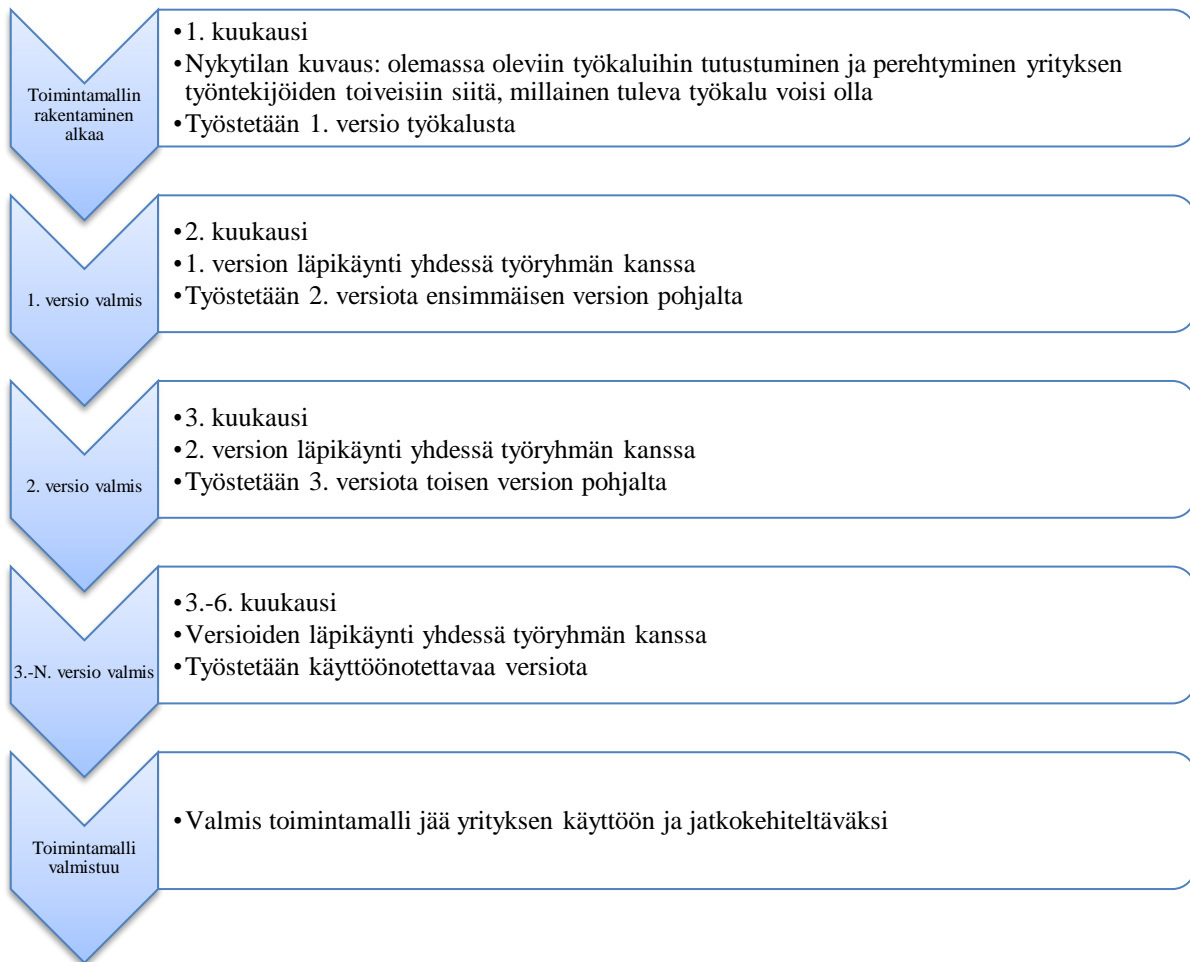 Toimintamallin
rakentaminen
alkaa
•1. kuukausi
•Nykytilan kuvaus: olemassa oleviin työkaluihin tutustuminen ja perehtyminen yrityksen
työntekijöiden toiveisiin siitä, millainen tuleva työkalu voisi olla
•Työstetään 1. versio työkalusta
1. versio valmis
•2. kuukausi
•1. version läpikäynti yhdessä työryhmän kanssa
•Työstetään 2. versiota ensimmäisen version pohjalta
2. versio valmis
•3. kuukausi
•2. version läpikäynti yhdessä työryhmän kanssa
•Työstetään 3. versiota toisen version pohjalta
3.-N. versio valmis
•3.-6. kuukausi
•Versioiden läpikäynti yhdessä työryhmän kanssa
•Työstetään käyttöönotettavaa versiota
Toimintamalli
valmistuu
•Valmis toimintamalli jää yrityksen käyttöön ja jatkokehiteltäväksi